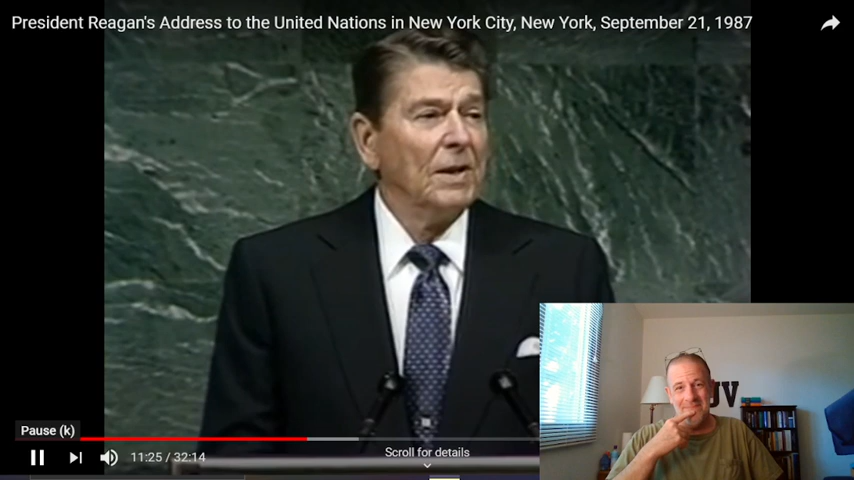 President Reagan's Address to the United Nations in New York City, New York, September 21, 1987
JV
Pause (k)
11:25 / 32:14
Scroll for details